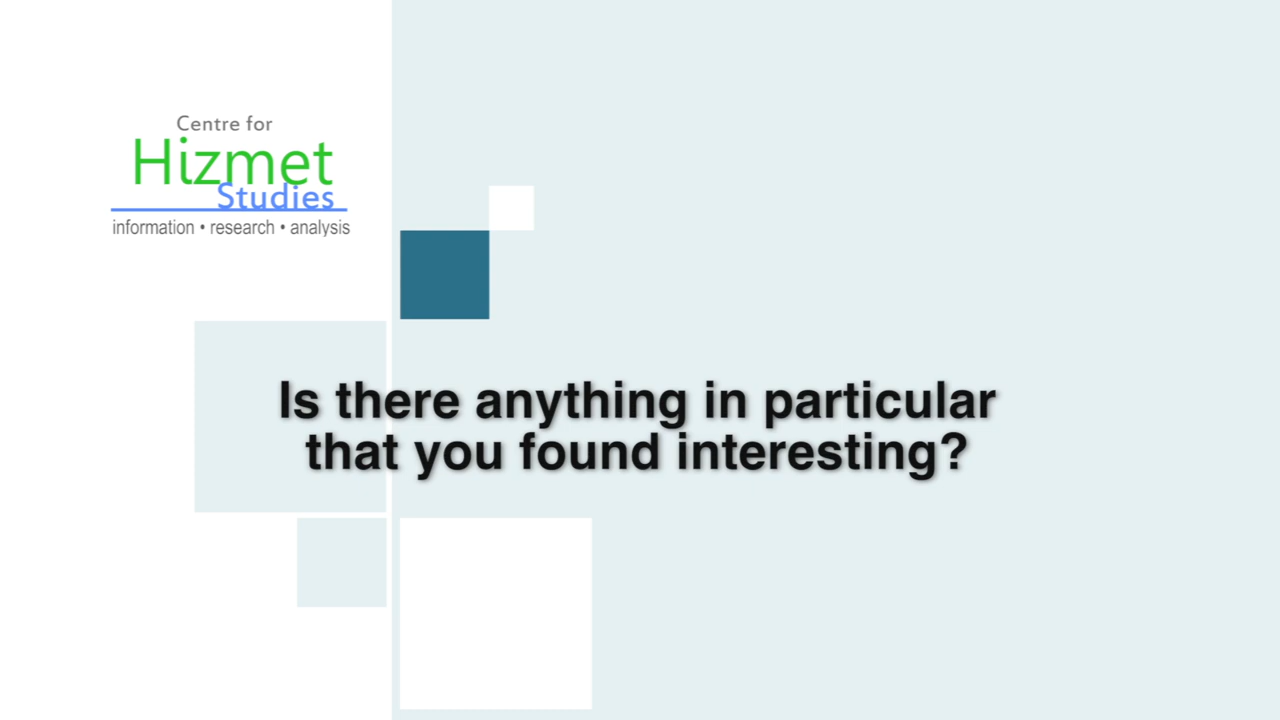 Centre for
Hizmet
Studies
information • research • analysis
Is there anything in particular
that you found interesting?